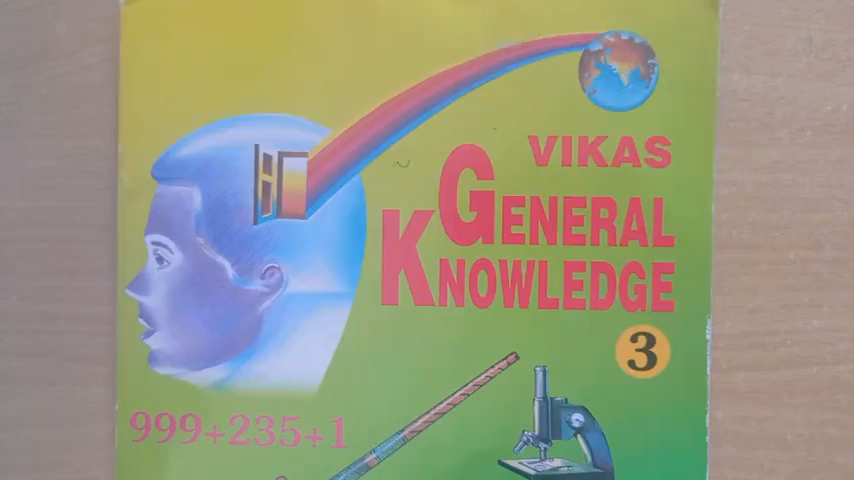 VIKAS
GENERAL
KNOWLEDGE
3
999+235+1